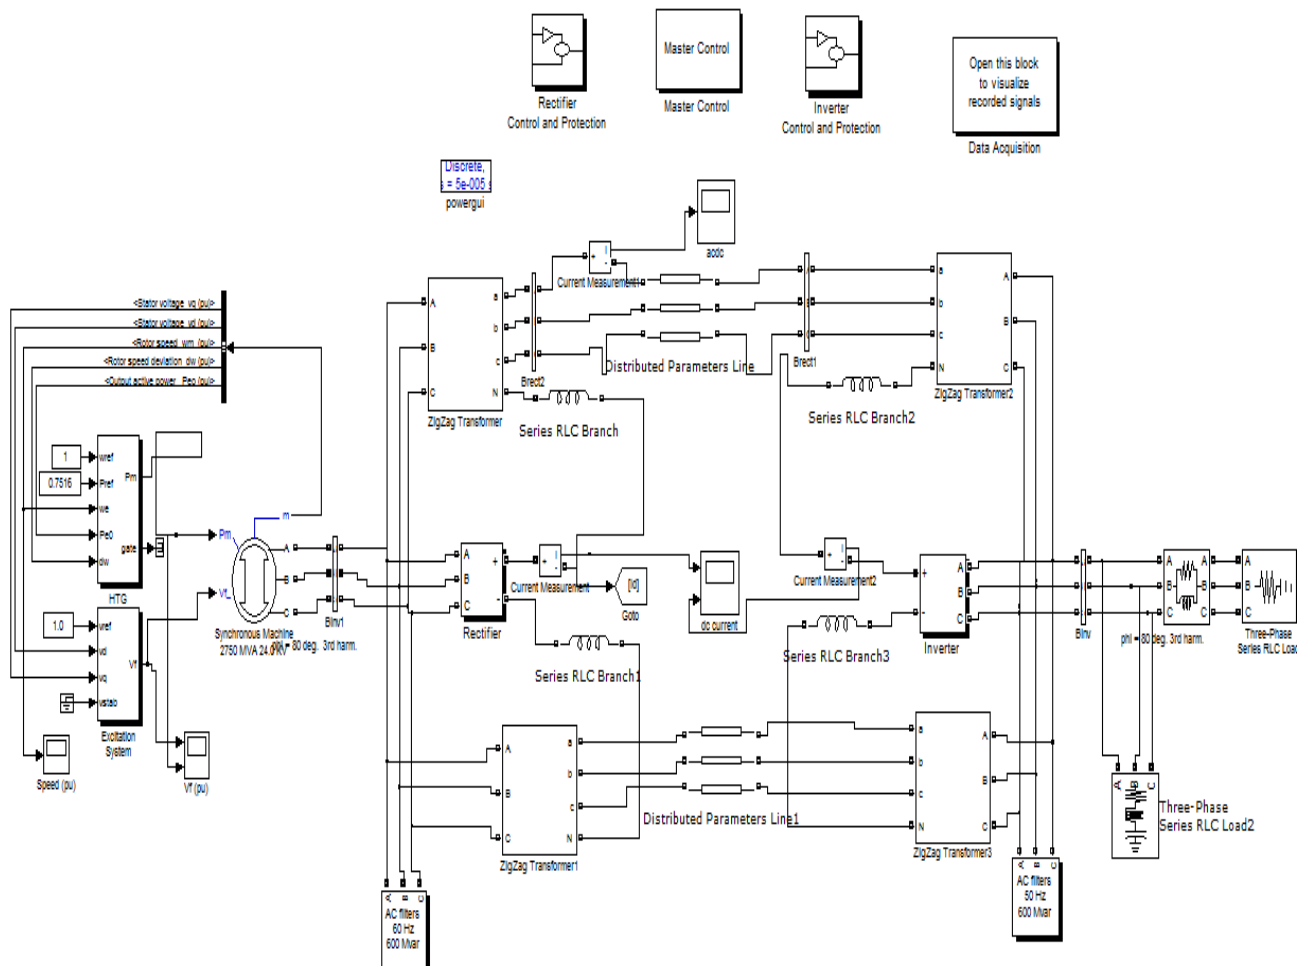 Master Control
Open this block
to visualize
recorded signals
Rectifier
Control and Protection
Master Control
Inverter
Control and Protection
Data Acquisition
Discrete,
s = 5e-005 s
powergui
acdc
I
-
+
Current Measurement1
<Stator voltage vq (pu)>
<Stator voltage vd (pu)>
<Rotor speed wm (pu)>
<Rotor speed deviation dw (pu)>
<Output active power Peo (pu)>
A
B
C
a
b
c
N
ZigZag Transformer
Brect2
Distributed Parameters Line
Series RLC Branch
Brect1
Series RLC Branch2
a
b
c
N
A
B
C
ZigZag Transformer2
1
0.7516
wref
Pref
we
Pe0
dw
Pm
gate
HTG
Pm
Vf_
m
A
B
C
Synchronous Machine
2750 MVA 24.0 kV
phi = 80 deg. 3rd harm.
BInv1
A
B
C
+
-
Rectifier
+
I
-
Current Measurement
[Id]
Goto
dc current
+
I
-
Current Measurement2
+
-
A
B
C
Inverter
BInv
A
B
C
A
B
C
phi = 80 deg. 3rd harm.
A
B
C
Three-Phase
Series RLC Load
1.0
vref
vd
vq
vstab
Vf
Excitation
System
Speed (pu)
Vf (pu)
Series RLC Branch1
Series RLC Branch3
A
B
C
a
b
c
N
ZigZag Transformer1
Distributed Parameters Line1
a
b
c
N
A
B
C
ZigZag Transformer3
A
B
C
Three-Phase
Series RLC Load2
A
B
C
AC filters
60 Hz
600 Mvar
A
B
C
AC filters
50 Hz
600 Mvar